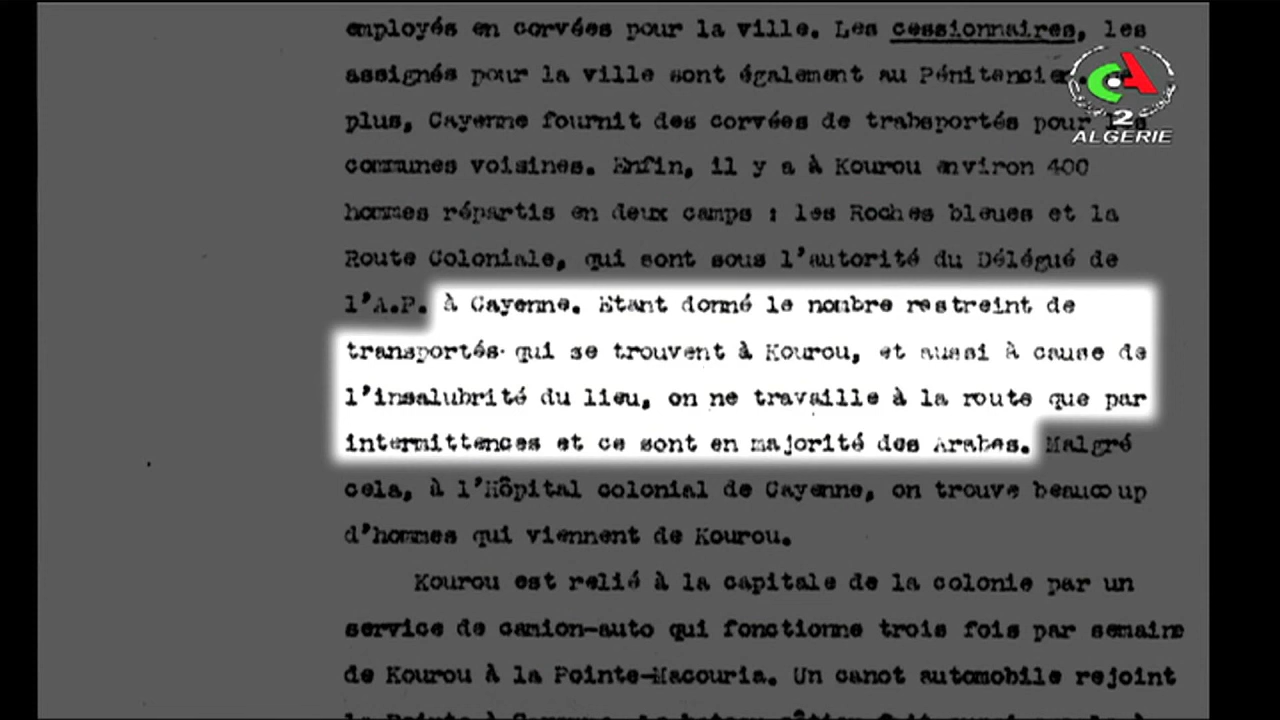 employés en corvées pour la ville. Les cessionnaires, les
assignés pour la ville sont également au Pénitencier.
plus, Cayenne fournit des corvées de trabsportés pour les
communes voisines. Enfin, il y a à Kourou environ 400
hommes répartis en deux camps : les Roches bleues et la
Route Coloniale, qui sont sous l'autorité du Délégué de
l'A.P. à Cayenne. Etant donné le nombre restreint de
transportés qui se trouvent à Kourou, et aussi à cause de
l'insalubrité du lieu, on ne travaille à la route que par
intermittences et ce sont en majorité des Arabes. Malgré
cela, à l'Hôpital colonial de Cayenne, on trouve beaucoup
d'hommes qui viennent de Kourou.
Kourou est relié à la capitale de la colonie par un
service de camion-auto qui fonctionne trois fois par semaine
de Kourou à la Pointe-Macouria. Un canot automobile rejoint
CA
2
ALGERIE